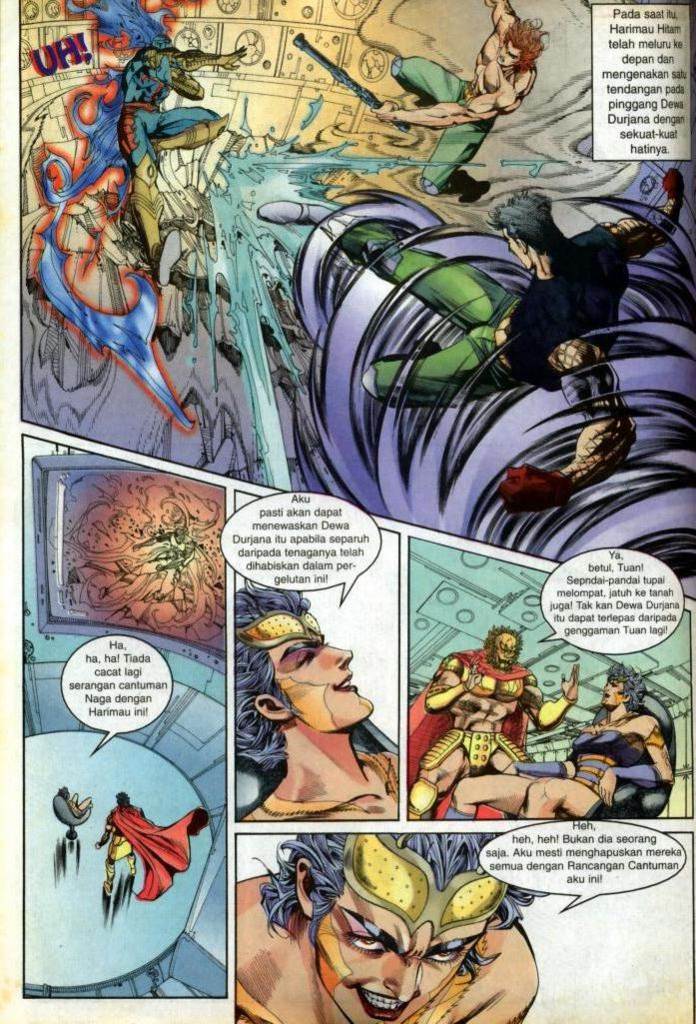 UH!
Pada saat itu,
Harimau Hitam
telah meluru ke
depan dan
mengenakan satu
tendangan pada
pinggang Dewa
Durjana dengan
sekuat-kuat
hatinya.
Ha,
ha, ha! Tiada
cacat lagi
serangan cantuman
Naga dengan
Harimau ini!
Aku
pasti akan dapat
menewaskan Dewa
Durjana itu apabila separuh
daripada tenaganya telah
dihabiskan dalam per-
gelutan ini!
Ya,
betul, Tuan!
Sepndai-pandai tupai
melompat, jatuh ke tanah
juga! Tak kan Dewa Durjana
itu dapat terlepas daripada
genggaman Tuan lagi!
Heh,
heh, heh! Bukan dia seorang
saja. Aku mesti menghapuskan mereka
semua dengan Rancangan Cantuman
aku ini!